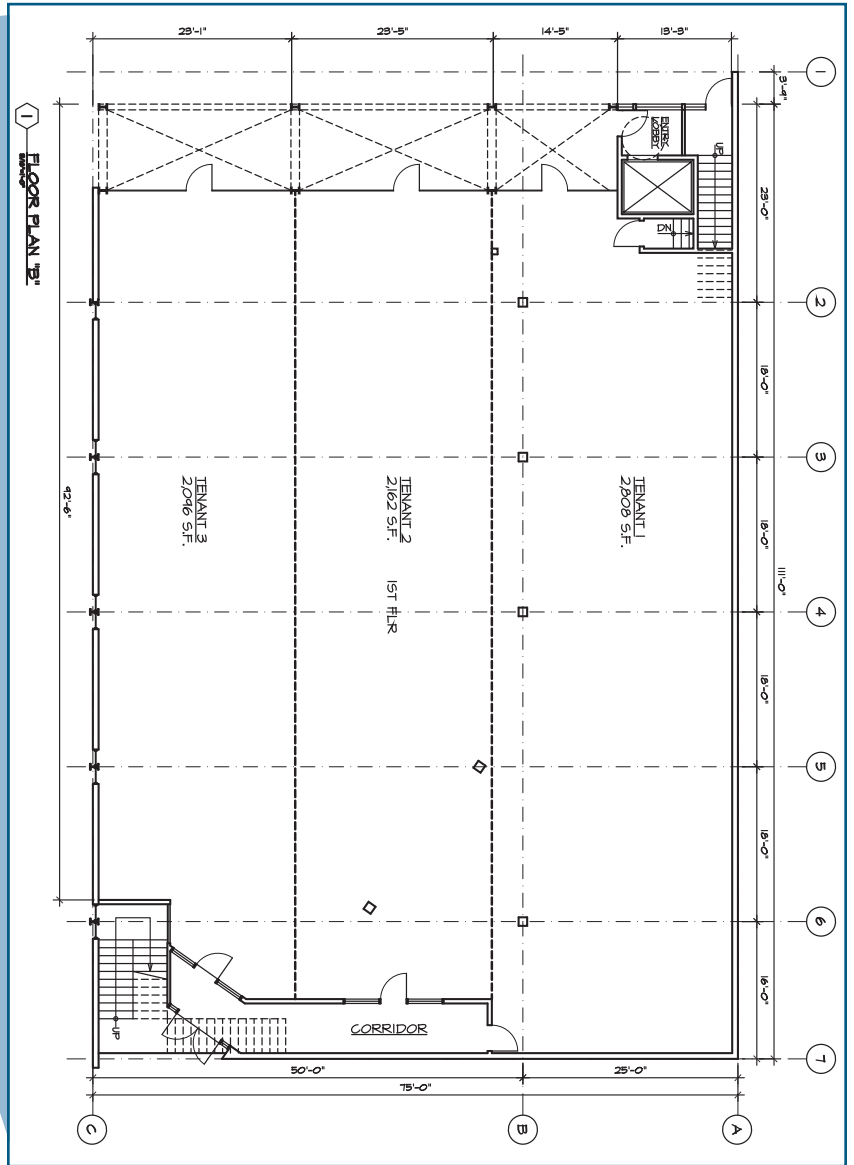 23'-1"
23'-5"
14'-5"
13'-3"
1
3'-9"
23'-0"
2
18'-0"
3
18'-0"
111'-0"
4
18'-0"
5
18'-0"
6
16'-0"
7
ENTRY
LOBBY
UP
DN
TENANT 1
2,808 S.F.
TENANT 2
2,162 S.F.
1ST FLR
TENANT 3
2,096 S.F.
92'-6"
CORRIDOR
UP
50'-0"
25'-0"
75'-0"
C
B
A
1
FLOOR PLAN "B"